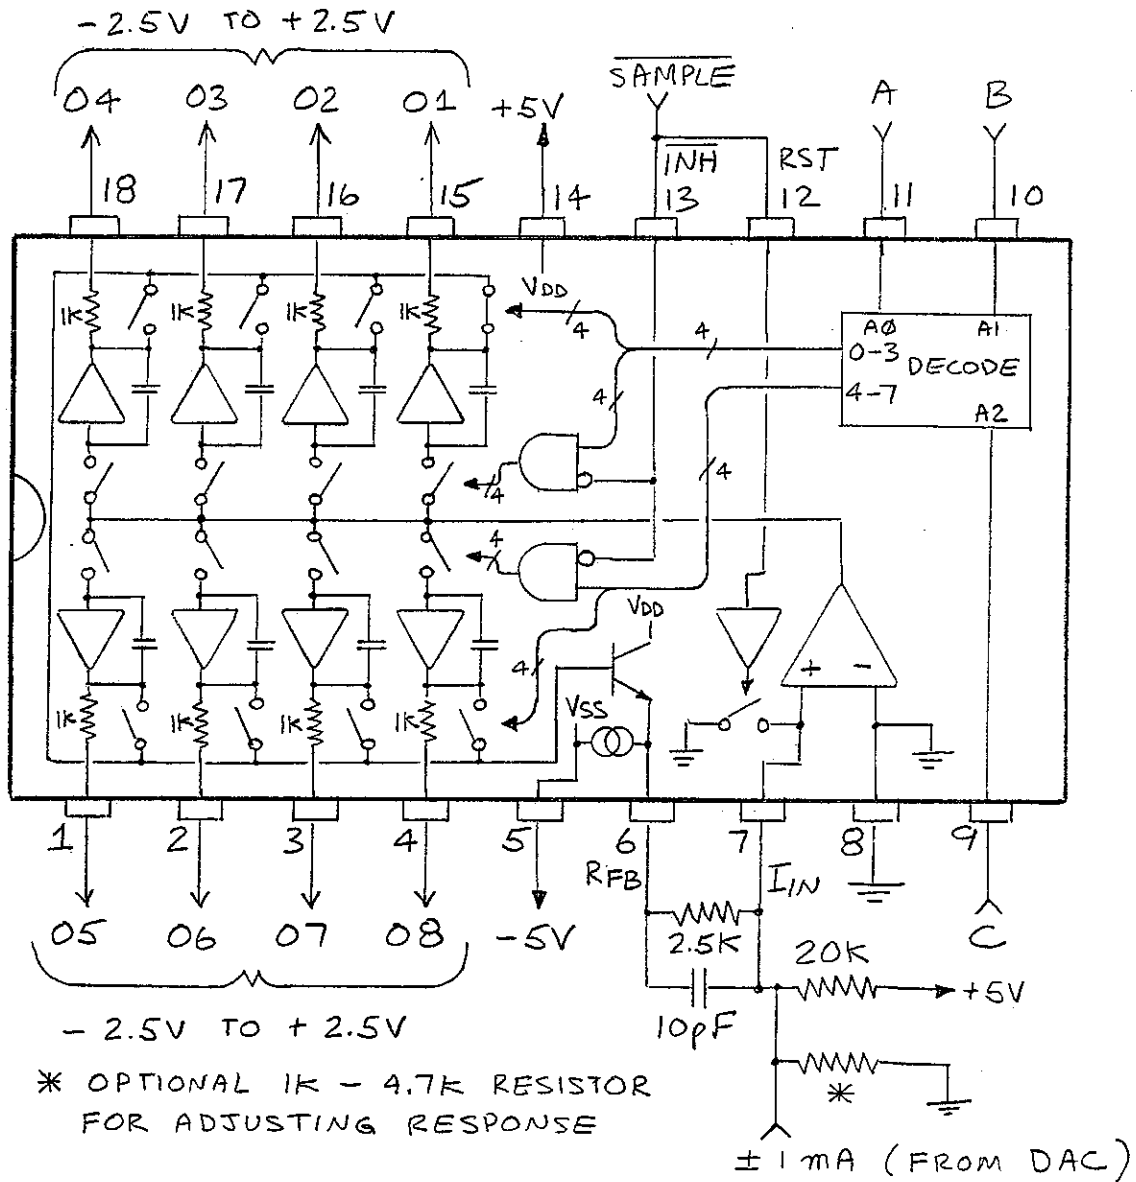 - 2.5V TO + 2.5V
SAMPLE
04 03 02 01 +5V A B
INH RST
18 17 16 15 14 13 12 11 10
1K 1K 1K 1K VDD
4 4
A0 A1
0-3 DECODE
4-7
A2
4
4
4
4
VDD
4
+ -
1K 1K 1K 1K VSS
1 2 3 4 5 6 7 8 9
RFB IIN
05 06 07 08 -5V 2.5K C
20K
+5V
10pF
- 2.5V TO + 2.5V
* OPTIONAL 1K - 4.7K RESISTOR
FOR ADJUSTING RESPONSE
*
± 1 mA (FROM DAC)